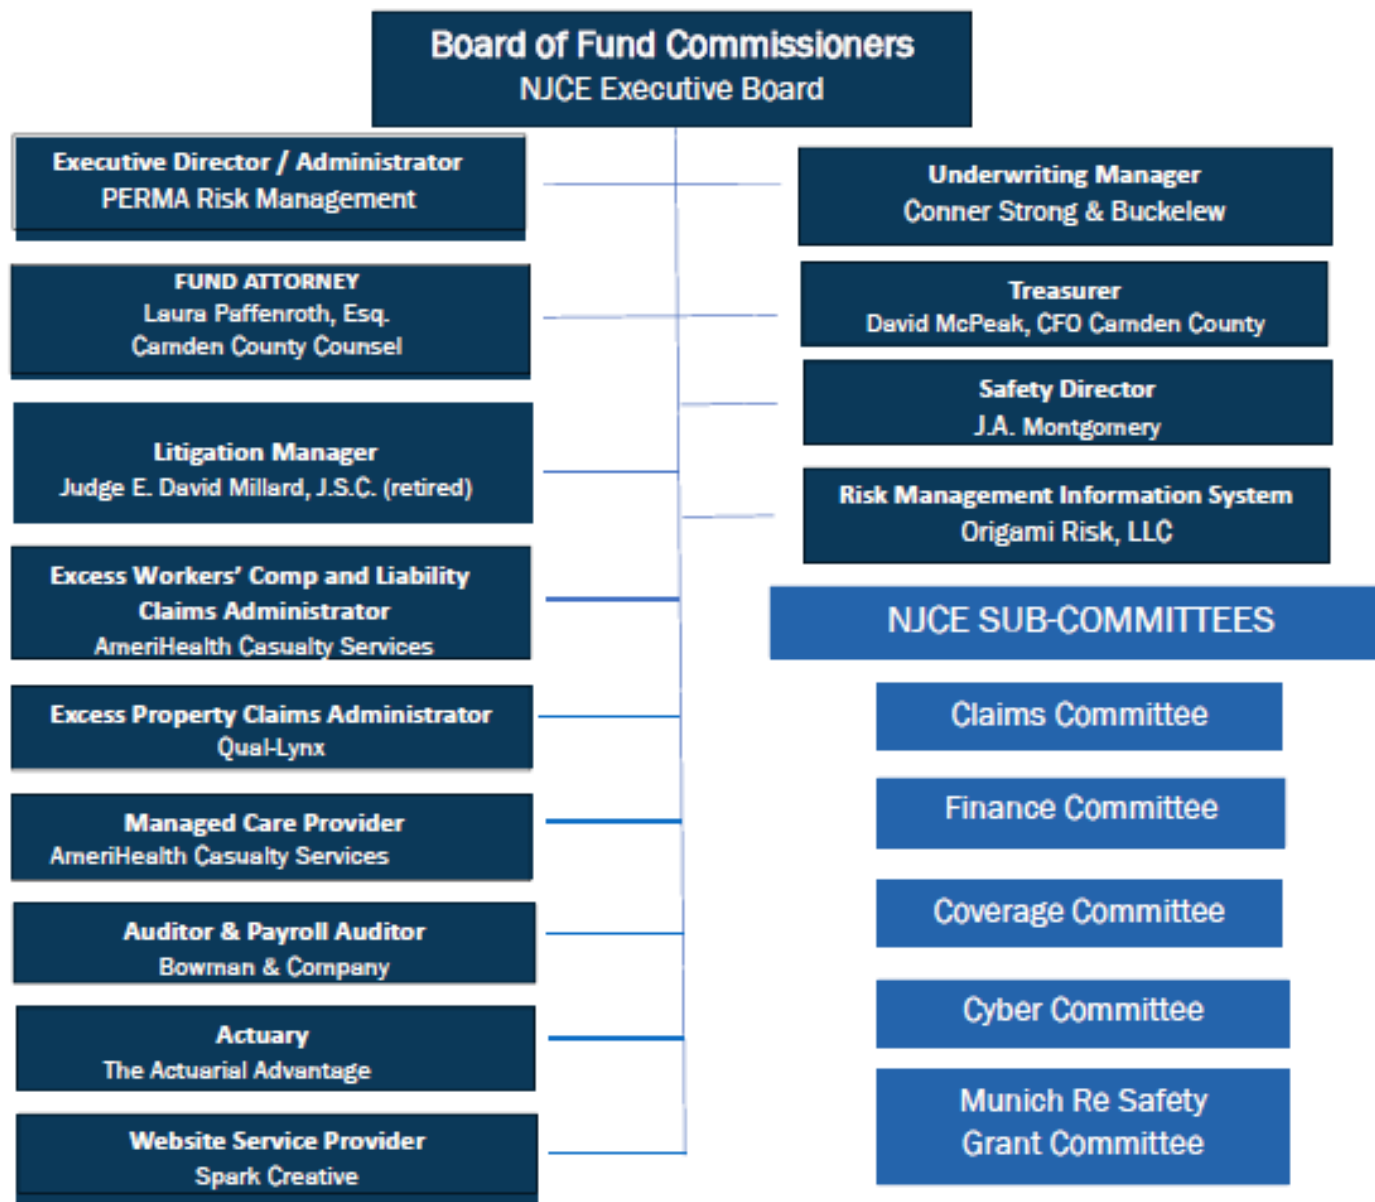 Board of Fund Commissioners
NJCE Executive Board
Executive Director / Administrator
PERMA Risk Management
FUND ATTORNEY
Laura Paffenroth, Esq.
Camden County Counsel
Litigation Manager
Judge E. David Millard, J.S.C. (retired)
Excess Workers' Comp and Liability
Claims Administrator
AmeriHealth Casualty Services
Excess Property Claims Administrator
Qual-Lynx
Managed Care Provider
AmeriHealth Casualty Services
Auditor & Payroll Auditor
Bowman & Company
Actuary
The Actuarial Advantage
Website Service Provider
Spark Creative
Underwriting Manager
Conner Strong & Buckelew
Treasurer
David McPeak, CFO Camden County
Safety Director
J.A. Montgomery
Risk Management Information System
Origami Risk, LLC
NJCE SUB-COMMITTEES
Claims Committee
Finance Committee
Coverage Committee
Cyber Committee
Munich Re Safety
Grant Committee